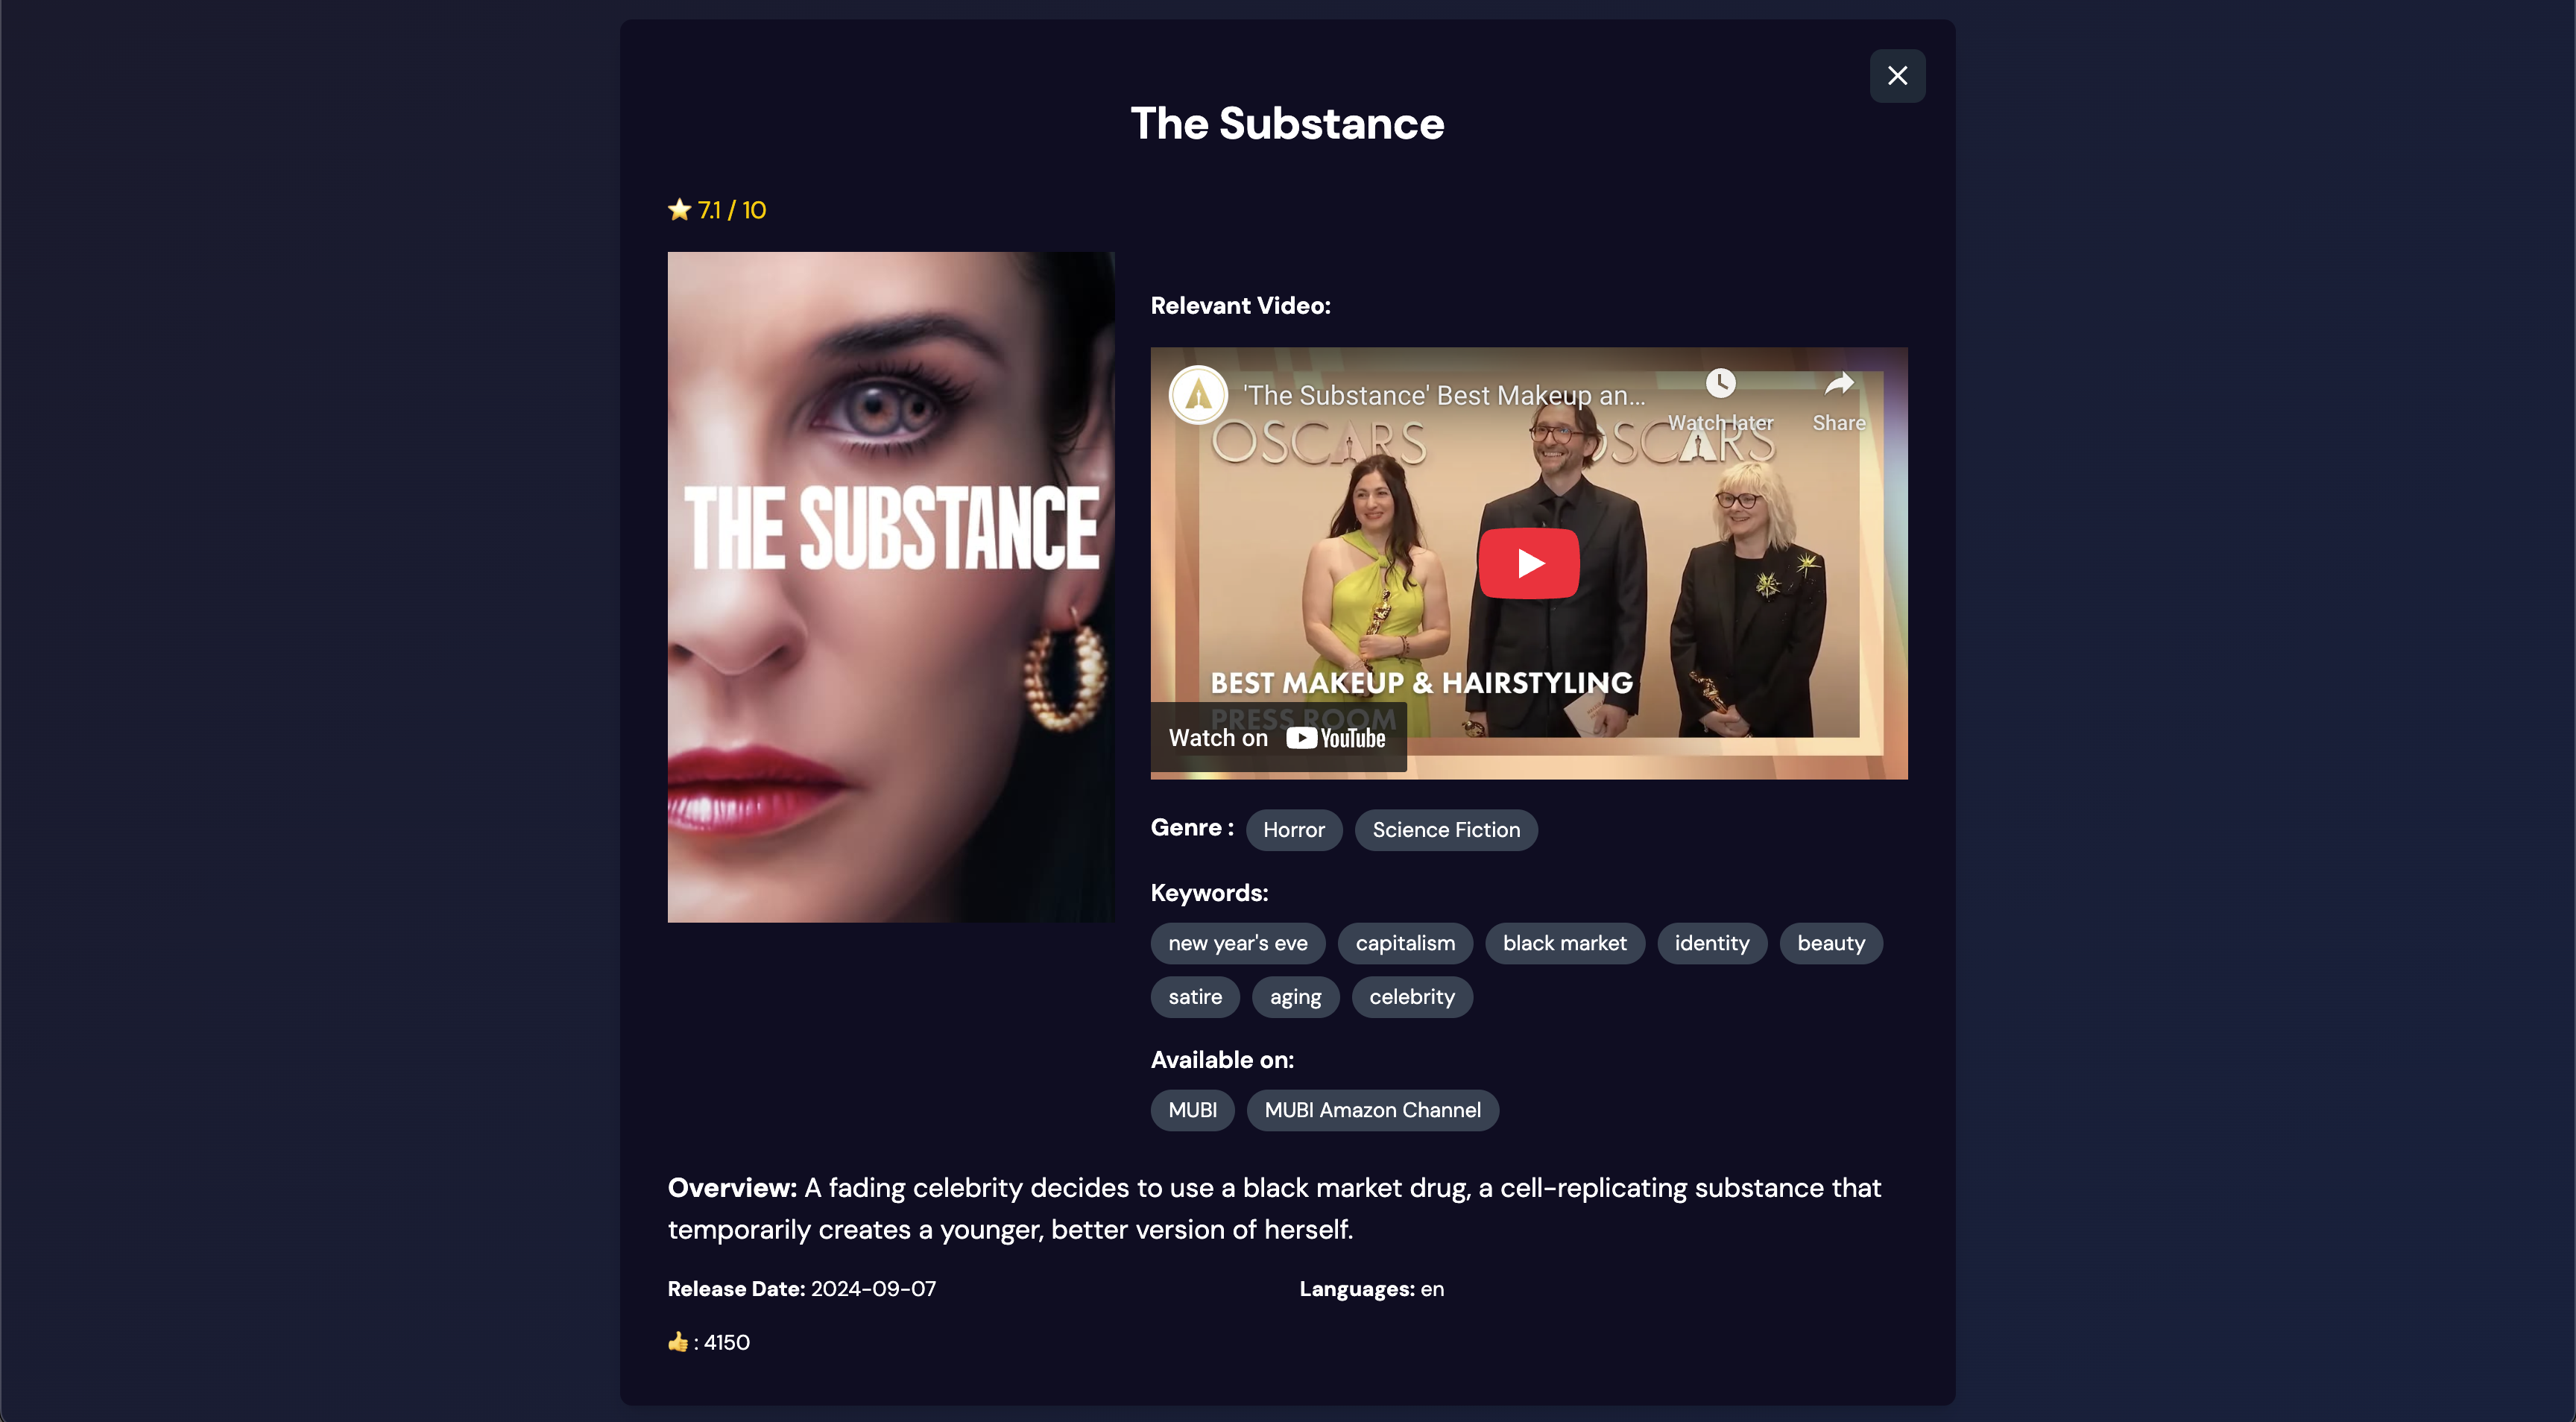 The Substance
⭐ 7.1 / 10
THE SUBSTANCE
Relevant Video:
'The Substance' Best Makeup an...
Watch later
Share
OSCARS OSCARS
BEST MAKEUP & HAIRSTYLING
PRESS ROOM
Watch on YouTube
Genre : Horror Science Fiction
Keywords:
new year's eve capitalism black market identity beauty
satire aging celebrity
Available on:
MUBI MUBI Amazon Channel
Overview: A fading celebrity decides to use a black market drug, a cell-replicating substance that
temporarily creates a younger, better version of herself.
Release Date: 2024-09-07 Languages: en
👍 : 4150